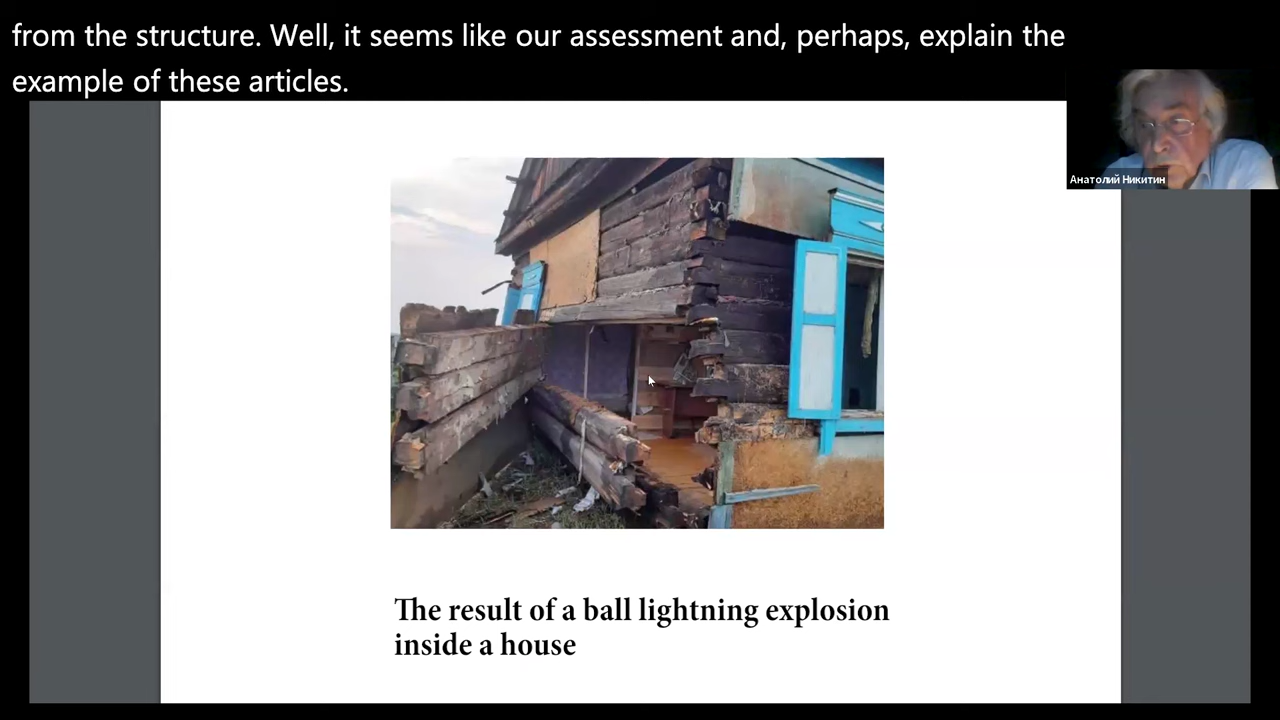 from the structure. Well, it seems like our assessment and, perhaps, explain the
example of these articles.
Анатолий Никитин
The result of a ball lightning explosion
inside a house